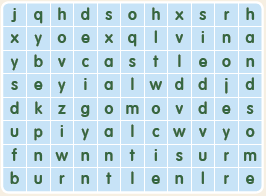 j q h d s o h x s r h
x y o e x q l v i n a
y b v c a s t l e o n
s e y i a l w d d j d
d k z g o m o v d e s
u p i y a l c w v y o
f n w n n t i s u r m
b u r n t l e n l r e